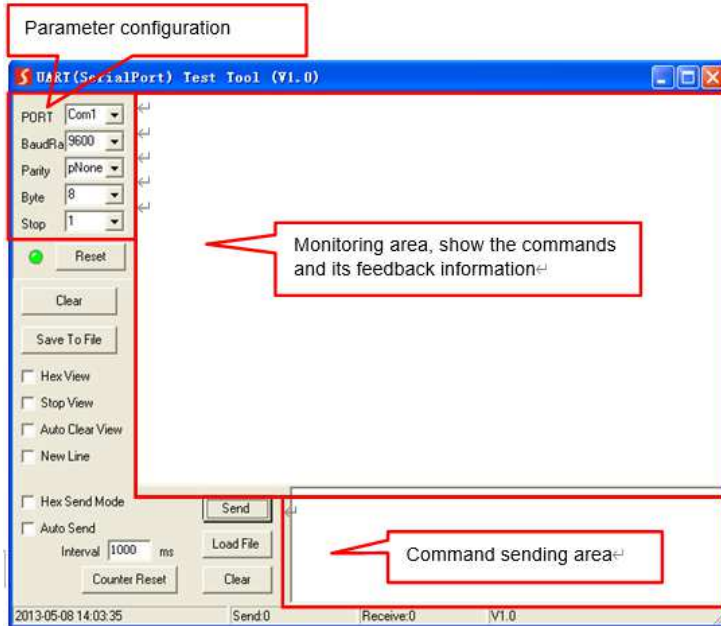 Parameter configuration
UART(SerialPort) Test Tool (V1.0)
PORT Com1
BaudRa 9600
Parity pNone
Byte 8
Stop 1
Reset
Monitoring area, show the commands
and its feedback information↵
Clear
Save To File
Hex View
Stop View
Auto Clear View
New Line
Hex Send Mode
Send
Auto Send
Interval 1000 ms
Load File
Command sending area↵
Counter Reset
Clear
2013-05-08 14:03:35 Send:0 Receive:0 V1.0